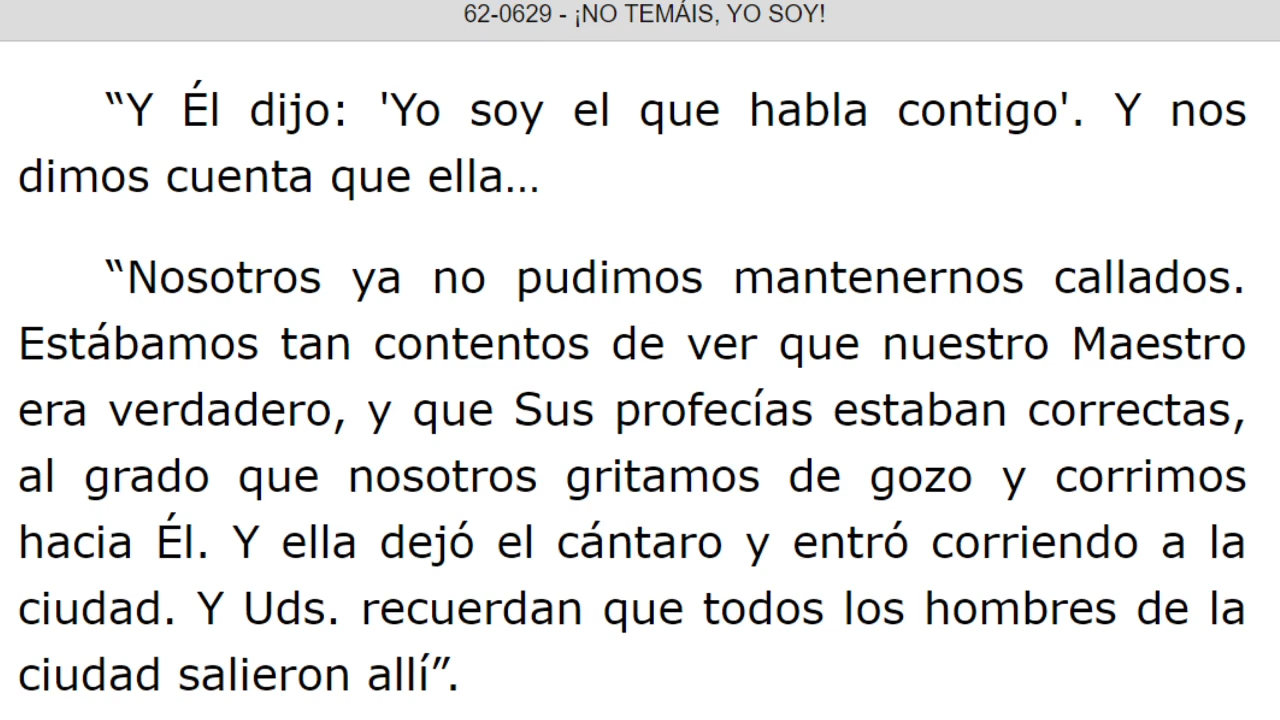 62-0629 - ¡NO TEMÁIS, YO SOY!
“Y Él dijo: 'Yo soy el que habla contigo'. Y nos
dimos cuenta que ella...
“Nosotros ya no pudimos mantenernos callados.
Estábamos tan contentos de ver que nuestro Maestro
era verdadero, y que Sus profecías estaban correctas,
al grado que nosotros gritamos de gozo y corrimos
hacia Él. Y ella dejó el cántaro y entró corriendo a la
ciudad. Y Uds. recuerdan que todos los hombres de la
ciudad salieron allí”.